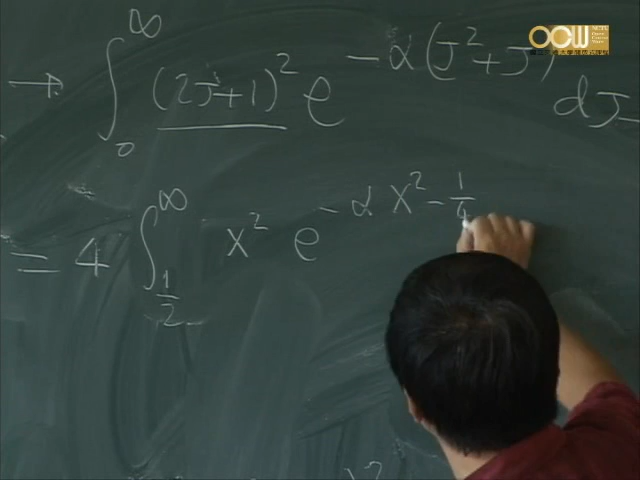 OCW
→ ∫₀^∞ (2J+1)² e^{-α(J²+J)} dJ
= 4 ∫_{1/2}^∞ x² e^{-αx²-1/4}